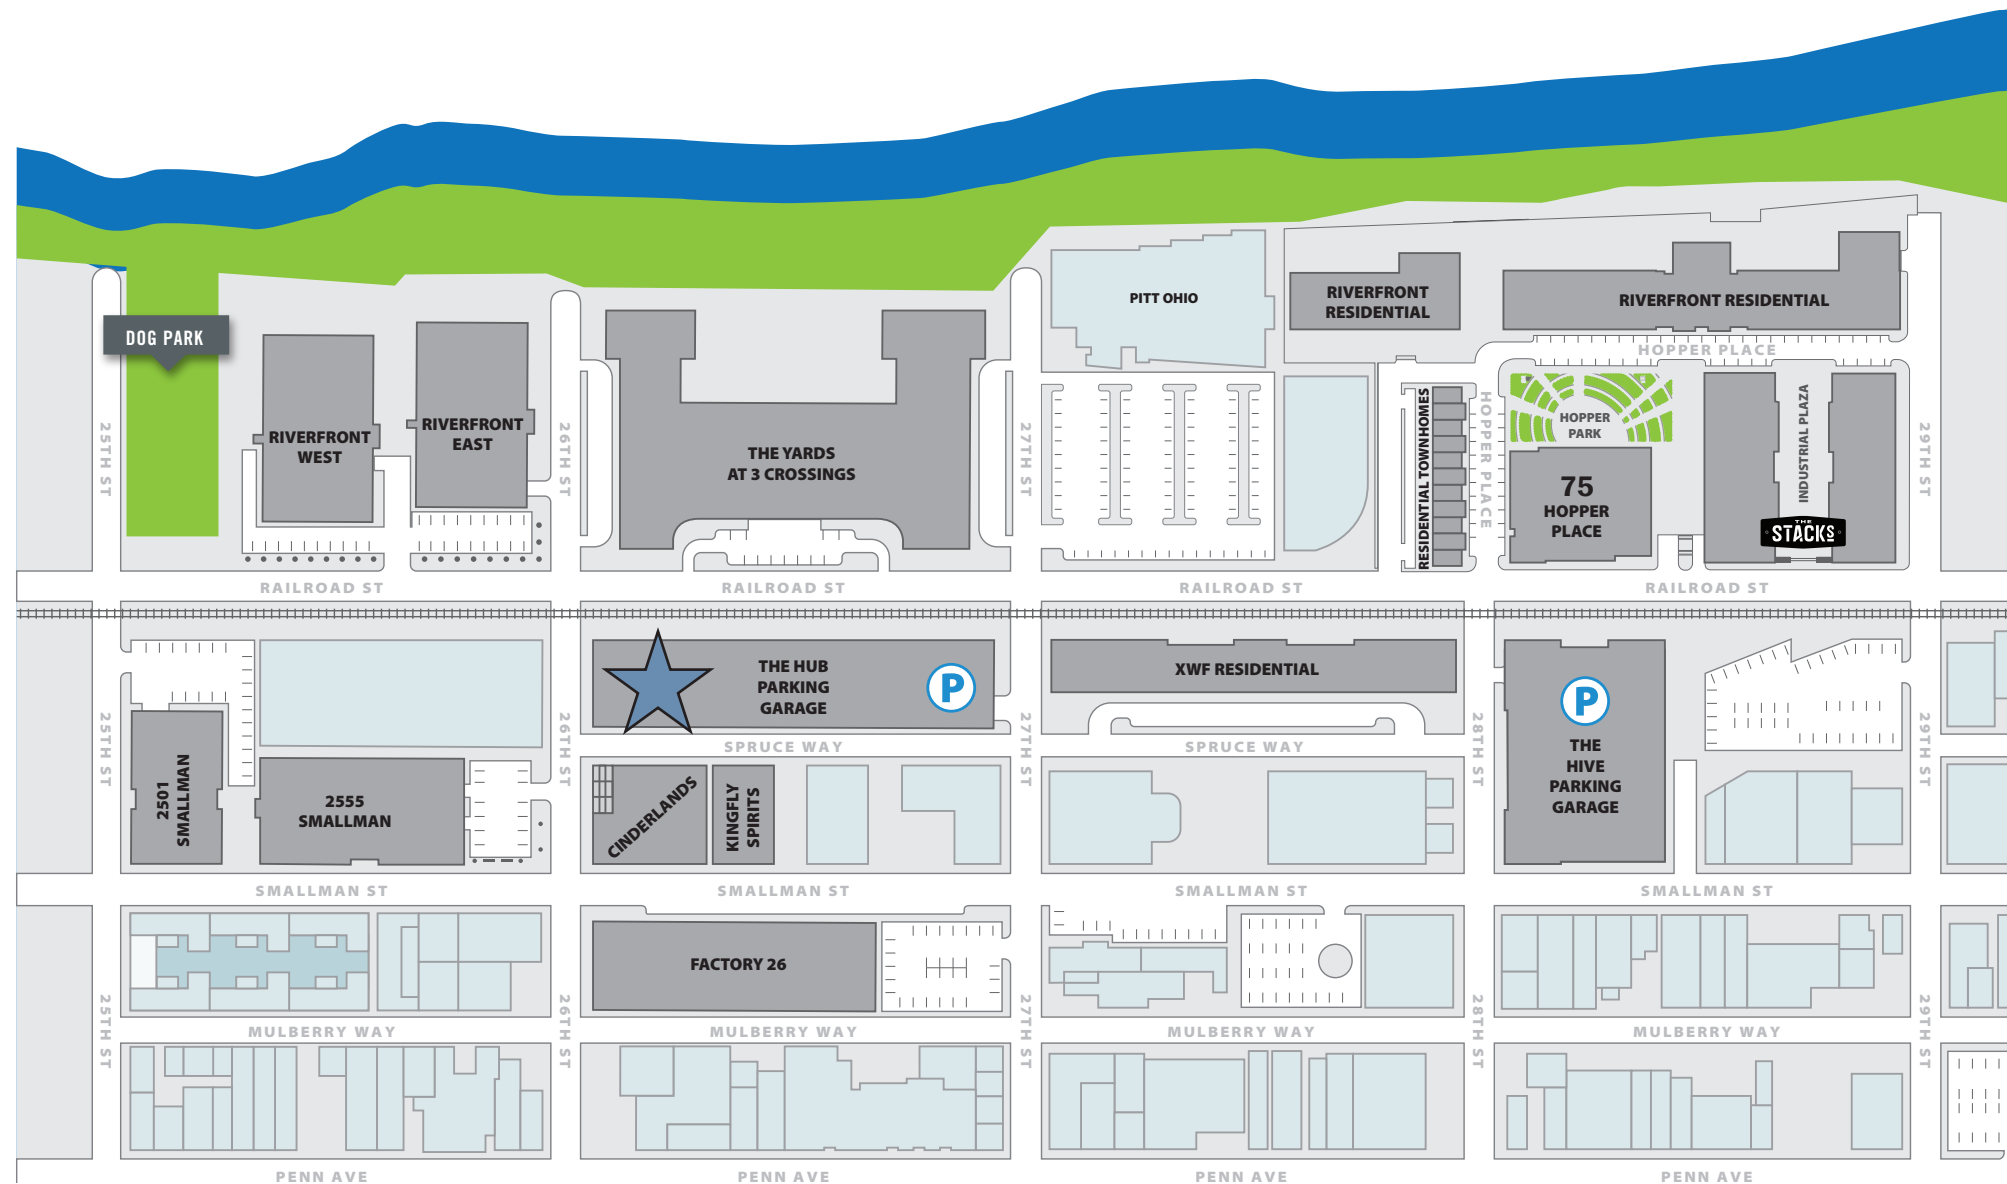 PITT OHIO
RIVERFRONT
RESIDENTIAL
RIVERFRONT RESIDENTIAL
DOG PARK
HOPPER PLACE
25TH ST
RIVERFRONT
WEST
RIVERFRONT
EAST
26TH ST
THE YARDS
AT 3 CROSSINGS
27TH ST
RESIDENTIAL TOWNHOMES
HOPPER PLACE
HOPPER
PARK
75
HOPPER
PLACE
INDUSTRIAL PLAZA
THE
STACKS
29TH ST
RAILROAD ST
RAILROAD ST
RAILROAD ST
RAILROAD ST
THE HUB
PARKING
GARAGE
P
XWF RESIDENTIAL
P
THE
HIVE
PARKING
GARAGE
25TH ST
26TH ST
27TH ST
28TH ST
29TH ST
SPRUCE WAY
SPRUCE WAY
2501
SMALLMAN
2555
SMALLMAN
CINDERLANDS
KINGFLY
SPIRITS
SMALLMAN ST
SMALLMAN ST
SMALLMAN ST
SMALLMAN ST
FACTORY 26
25TH ST
26TH ST
27TH ST
28TH ST
29TH ST
MULBERRY WAY
MULBERRY WAY
MULBERRY WAY
MULBERRY WAY
PENN AVE
PENN AVE
PENN AVE
PENN AVE